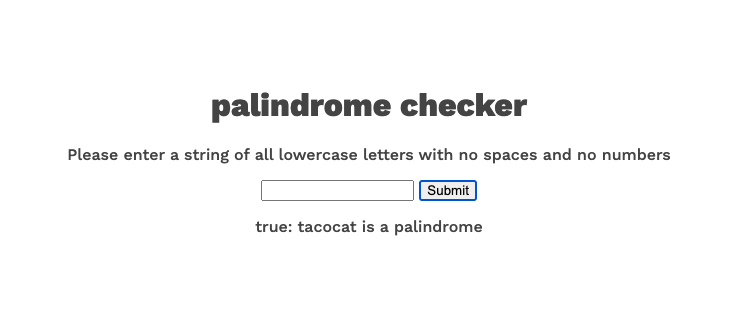 palindrome checker
Please enter a string of all lowercase letters with no spaces and no numbers
Submit
true: tacocat is a palindrome